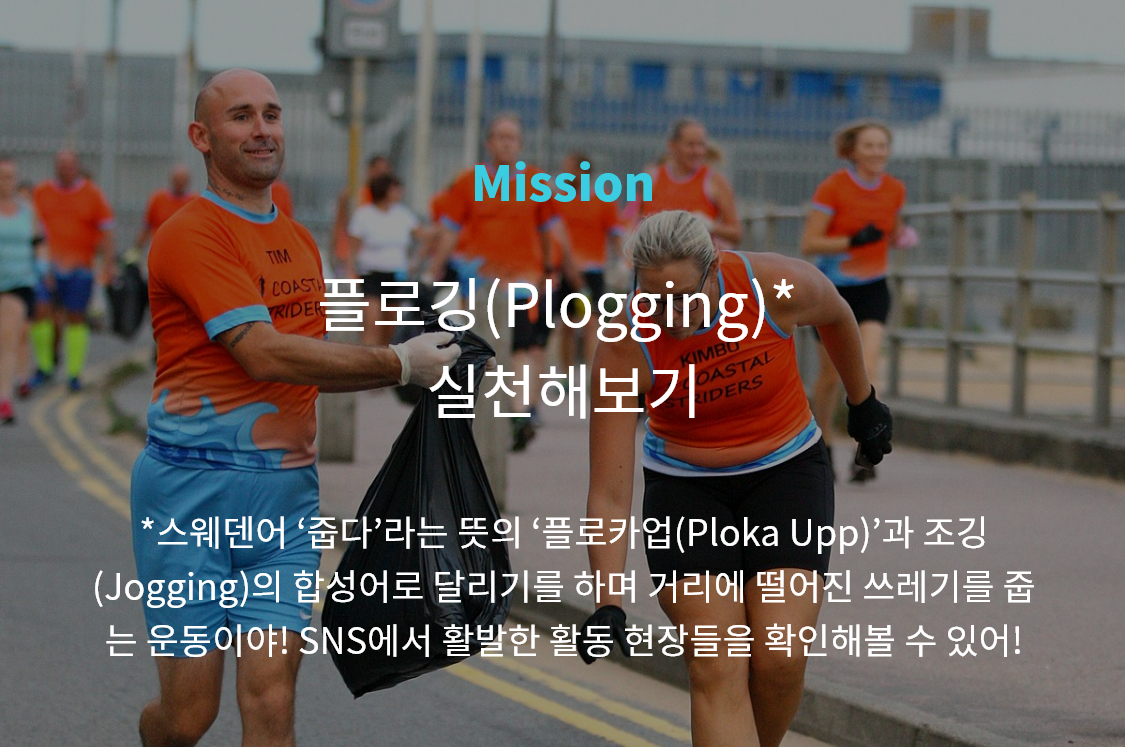 Mission
플로깅(Plogging)*
실천해보기
TIM
COASTAL
STRIDERS
KIMBO
COASTAL
STRIDERS
*스웨덴어 ‘줍다’라는 뜻의 ‘플로카업(Ploka Upp)’과 조깅
(Jogging)의 합성어로 달리기를 하며 거리에 떨어진 쓰레기를 줍
는 운동이야! SNS에서 활발한 활동 현장들을 확인해볼 수 있어!